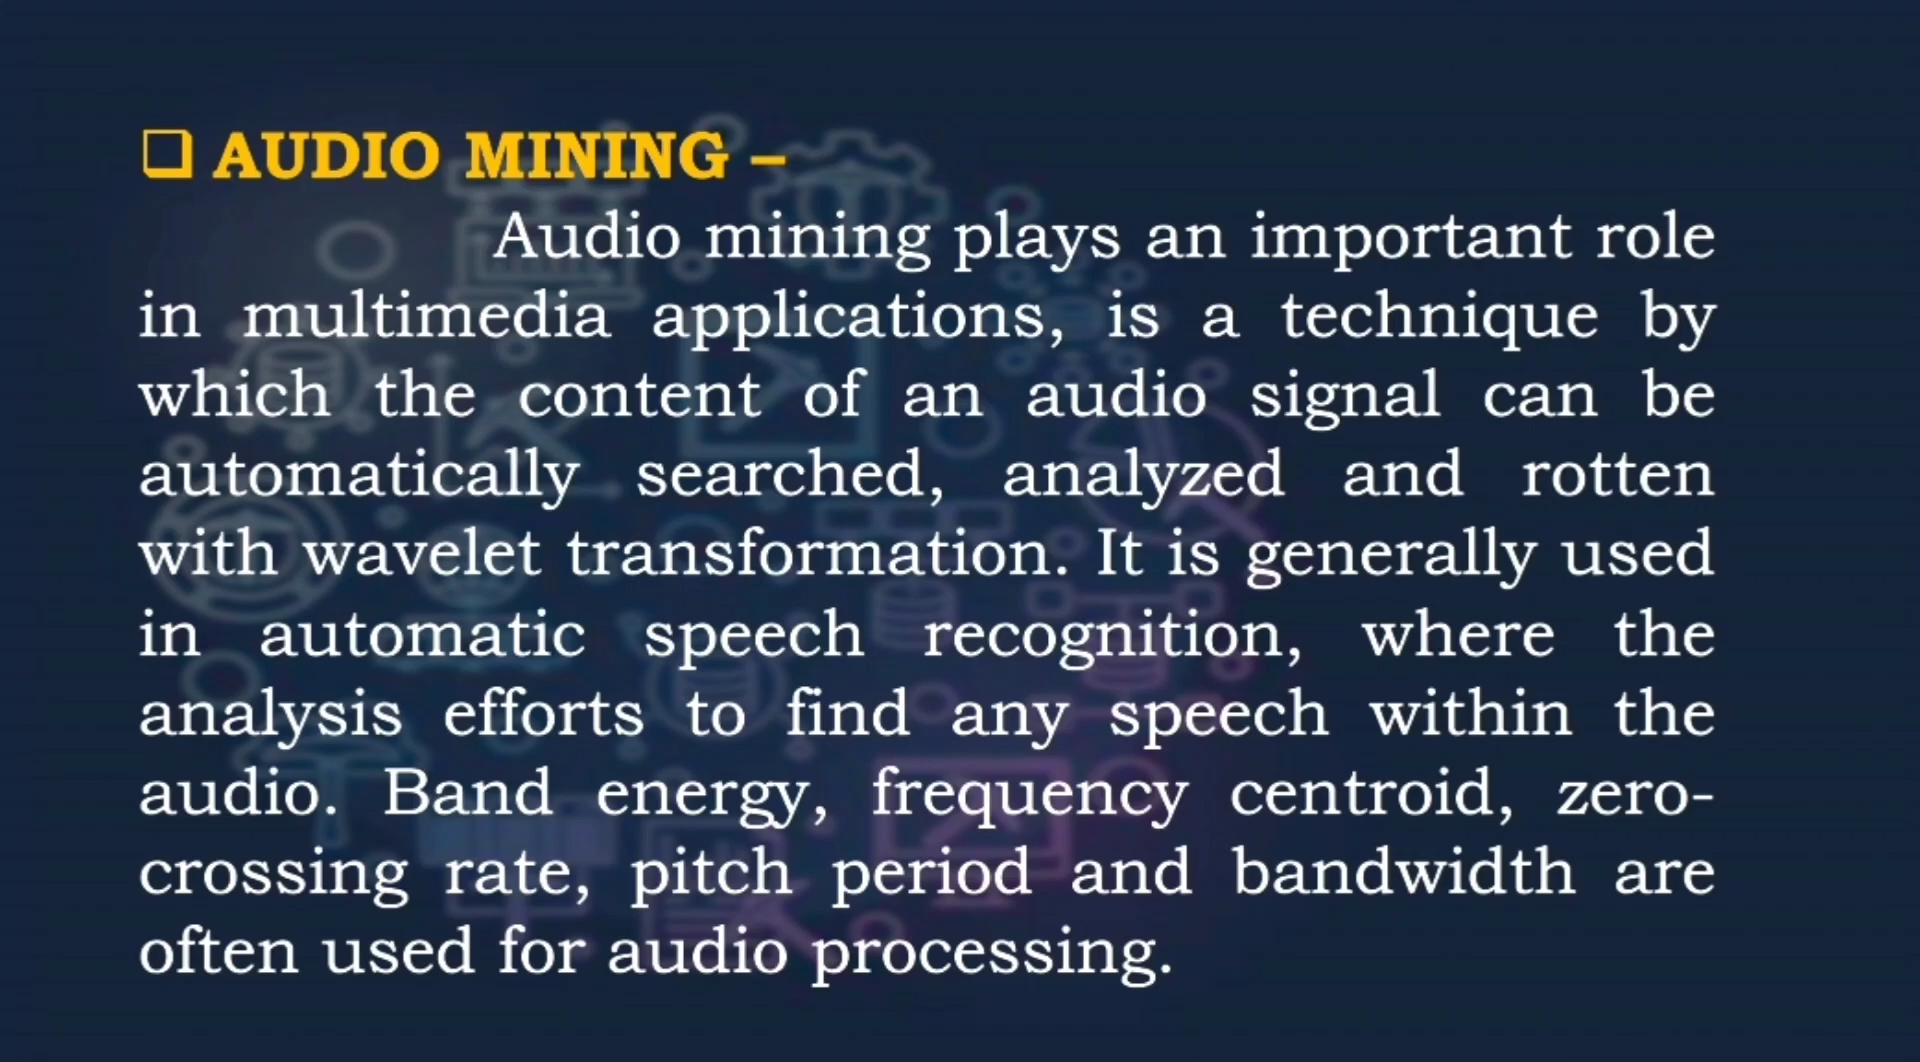 ❑ AUDIO MINING –
Audio mining plays an important role
in multimedia applications, is a technique by
which the content of an audio signal can be
automatically searched, analyzed and rotten
with wavelet transformation. It is generally used
in automatic speech recognition, where the
analysis efforts to find any speech within the
audio. Band energy, frequency centroid, zero-
crossing rate, pitch period and bandwidth are
often used for audio processing.